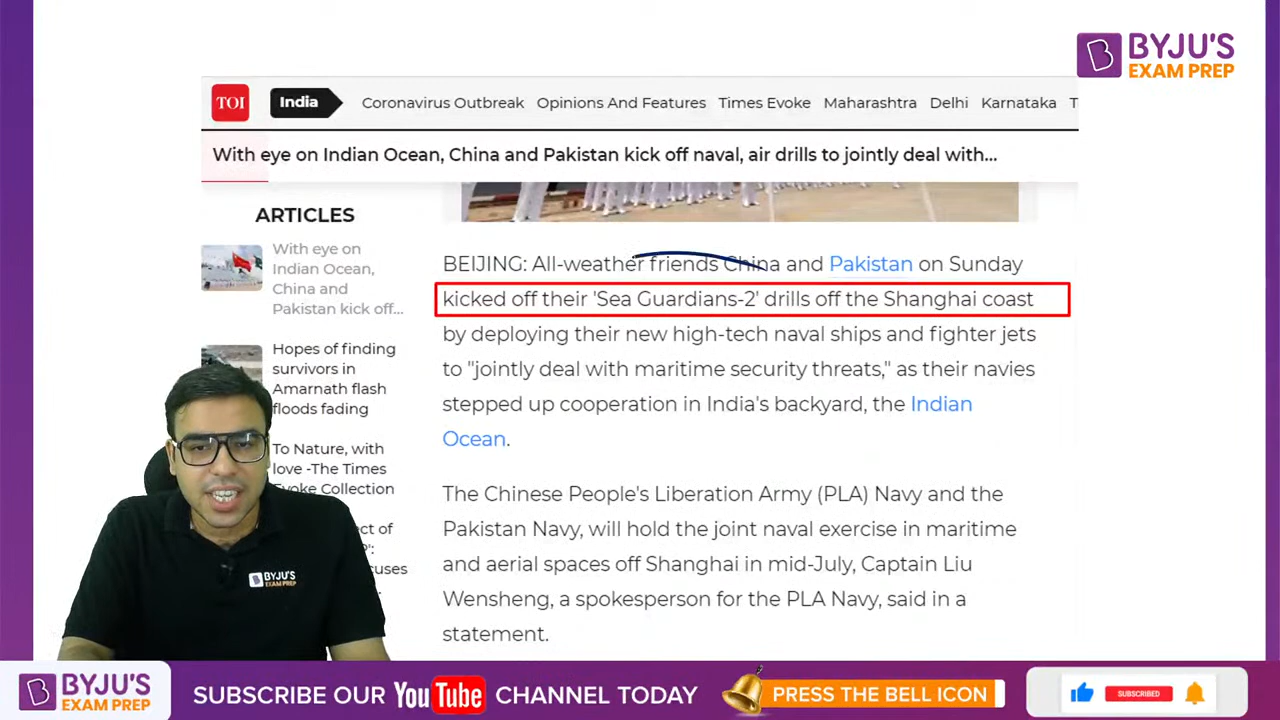 BYJU'S
EXAM PREP
TOI
India
Coronavirus Outbreak
Opinions And Features
Times Evoke
Maharashtra
Delhi
Karnataka
T
With eye on Indian Ocean, China and Pakistan kick off naval, air drills to jointly deal with...
ARTICLES
With eye on
Indian Ocean,
China and
Pakistan kick off...
Hopes of finding
survivors in
Amarnath flash
floods fading
To Nature, with
love -The Times
Evoke Collection
BEIJING: All-weather friends China and Pakistan on Sunday
kicked off their 'Sea Guardians-2' drills off the Shanghai coast
by deploying their new high-tech naval ships and fighter jets
to "jointly deal with maritime security threats," as their navies
stepped up cooperation in India's backyard, the Indian
Ocean.
The Chinese People's Liberation Army (PLA) Navy and the
Pakistan Navy, will hold the joint naval exercise in maritime
and aerial spaces off Shanghai in mid-July, Captain Liu
Wensheng, a spokesperson for the PLA Navy, said in a
statement.
BYJU'S
EXAM PREP
BYJU'S
EXAM PREP
SUBSCRIBE OUR YouTube CHANNEL TODAY
PRESS THE BELL ICON
SUBSCRIBED